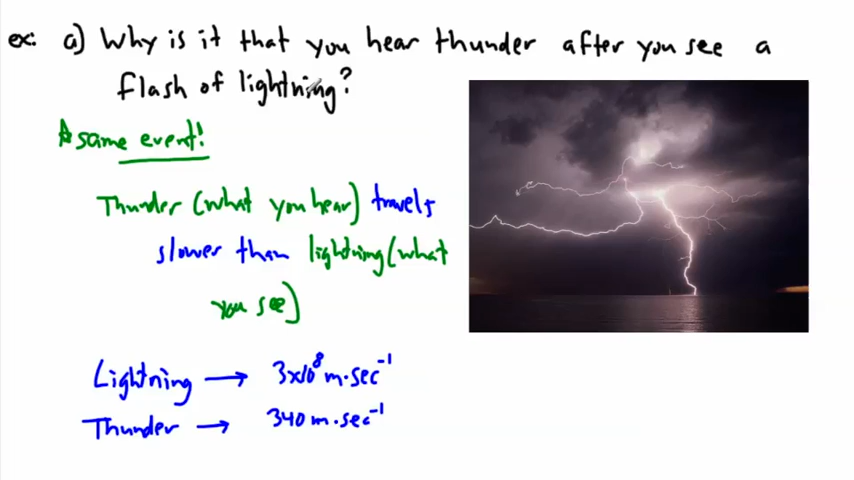 ex: a) Why is it that you hear thunder after you see a
flash of lightning?
☆ same event!
Thunder (what you hear) travels
slower than lightning (what
you see)
Lightning → 3x10⁸ m·sec⁻¹
Thunder → 340 m·sec⁻¹